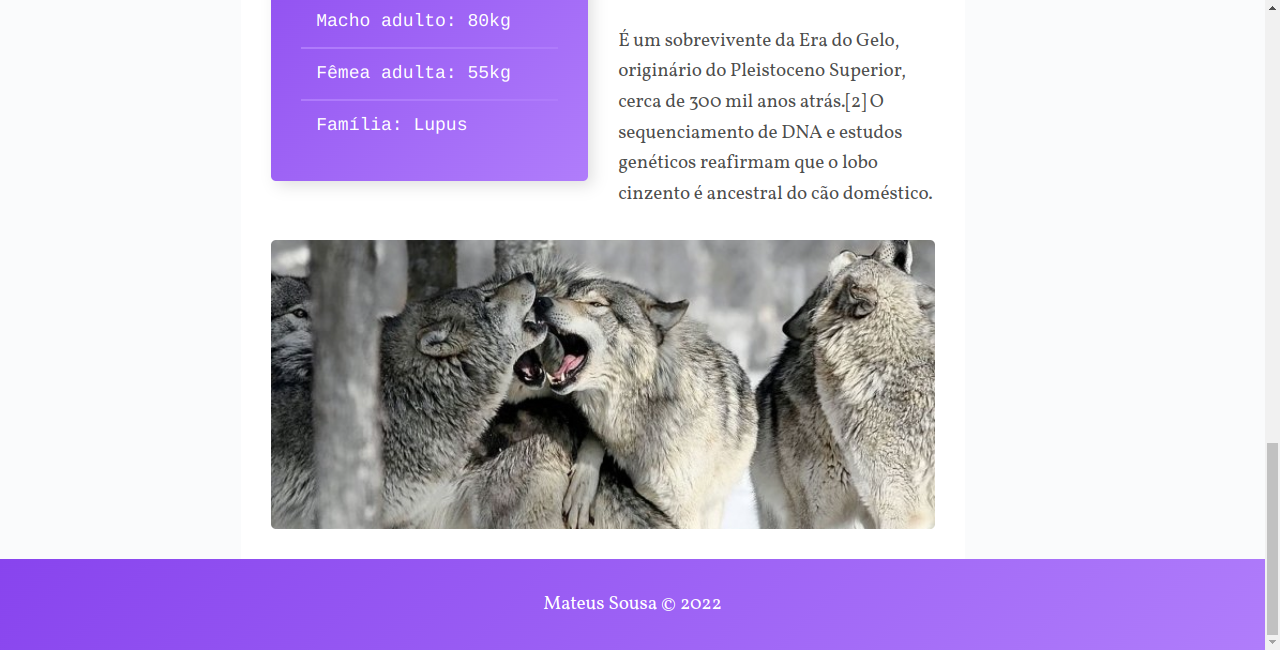 Macho adulto: 80kg
Fêmea adulta: 55kg
Família: Lupus
É um sobrevivente da Era do Gelo,
originário do Pleistoceno Superior,
cerca de 300 mil anos atrás.[2] O
sequenciamento de DNA e estudos
genéticos reafirmam que o lobo
cinzento é ancestral do cão doméstico.
Mateus Sousa © 2022